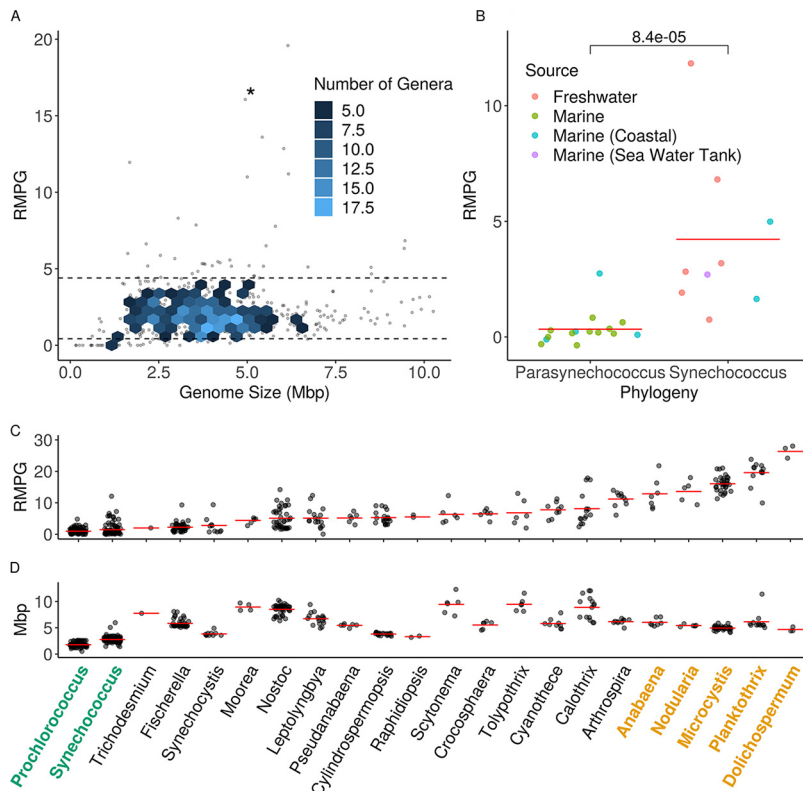 A
RMPG
20
15
10
5
0
*
Number of Genera
5.0
7.5
10.0
12.5
15.0
17.5
0.0
2.5
5.0
7.5
10.0
Genome Size (Mbp)
B
RMPG
10
5
0
8.4e-05
Source
Freshwater
Marine
Marine (Coastal)
Marine (Sea Water Tank)
Parasynechococcus Synechococcus
Phylogeny
C
RMPG
30
20
10
0
D
Mbp
10
5
0
Prochlorococcus
Synechococcus
Trichodesmium
Fischerella
Synechocystis
Moorea
Nostoc
Leptolyngbya
Pseudanabaena
Cylindrospermopsis
Raphidiopsis
Scytonema
Crocosphaera
Tolypothrix
Cyanothece
Calothrix
Arthrospira
Anabaena
Nodularia
Microcystis
Planktothrix
Dolichospermum